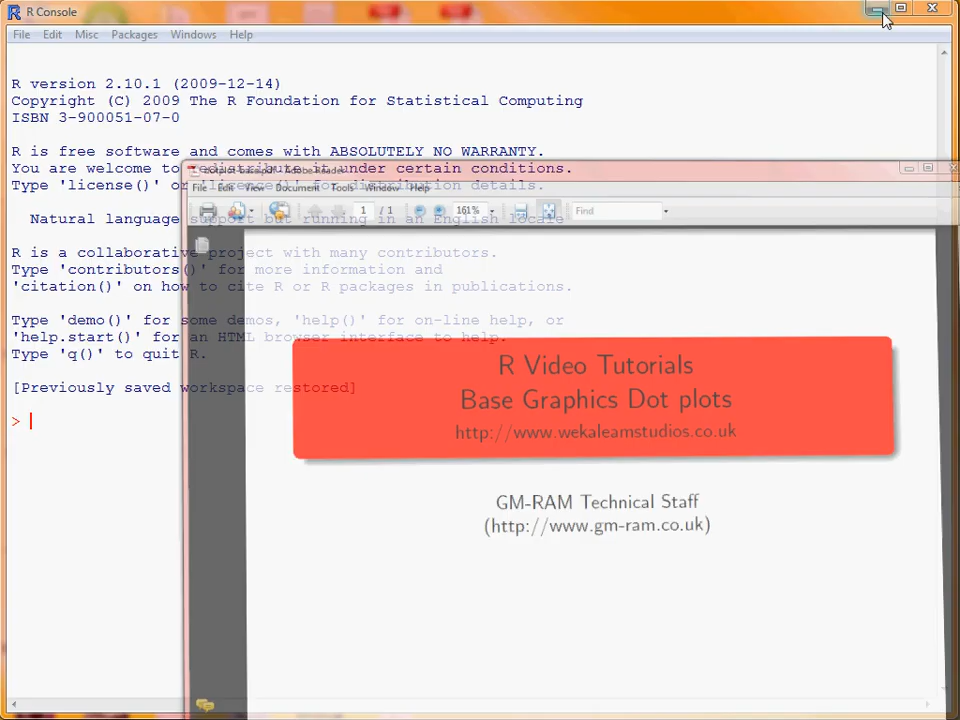 R Console
File Edit Misc Packages Windows Help
R version 2.10.1 (2009-12-14)
Copyright (C) 2009 The R Foundation for Statistical Computing
ISBN 3-900051-07-0
R is free software and comes with ABSOLUTELY NO WARRANTY.
You are welcome to redistribute it under certain conditions.
Type 'license()' or 'licence()' for distribution details.
Natural language support but running in an English locale
R is a collaborative project with many contributors.
Type 'contributors()' for more information and
'citation()' on how to cite R or R packages in publications.
Type 'demo()' for some demos, 'help()' for on-line help, or
'help.start()' for an HTML browser interface to help.
Type 'q()' to quit R.
[Previously saved workspace restored]
>
dotplot-base.pdf - Adobe Reader
File Edit View Document Tools Window Help
1 / 1 161% Find
R Video Tutorials
Base Graphics Dot plots
http://www.wekaleamstudios.co.uk
GM-RAM Technical Staff
(http://www.gm-ram.co.uk)